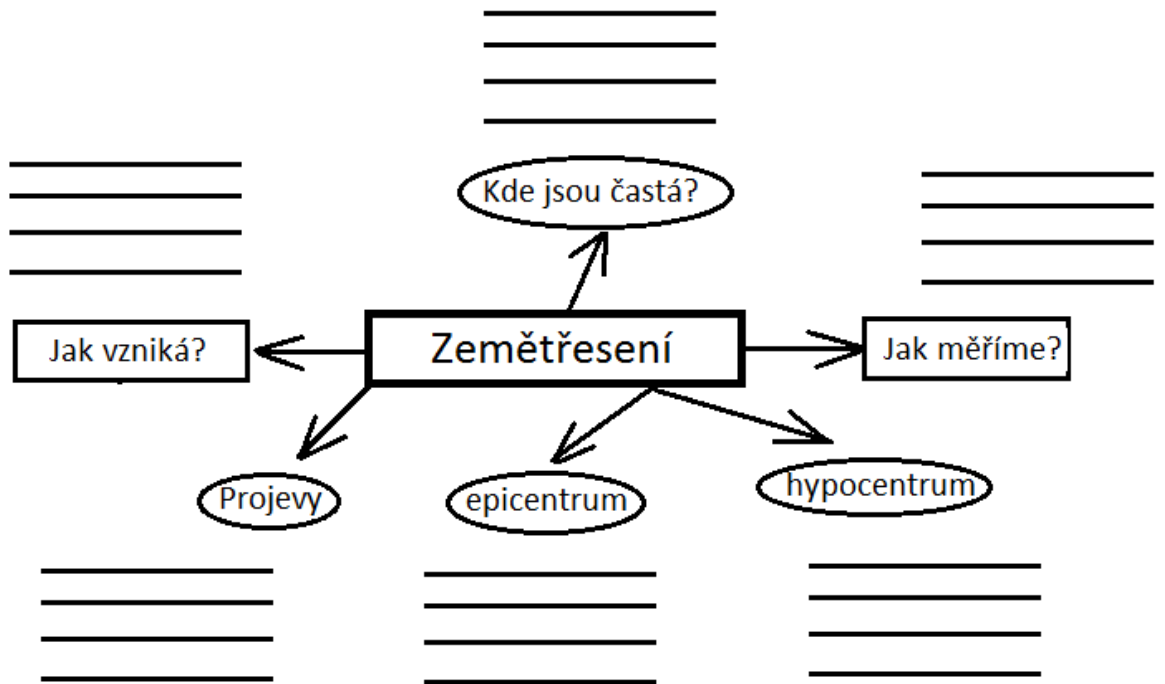 Kde jsou častá?
Jak vzniká?
Zemětřesení
Jak měříme?
Projevy
epicentrum
hypocentrum